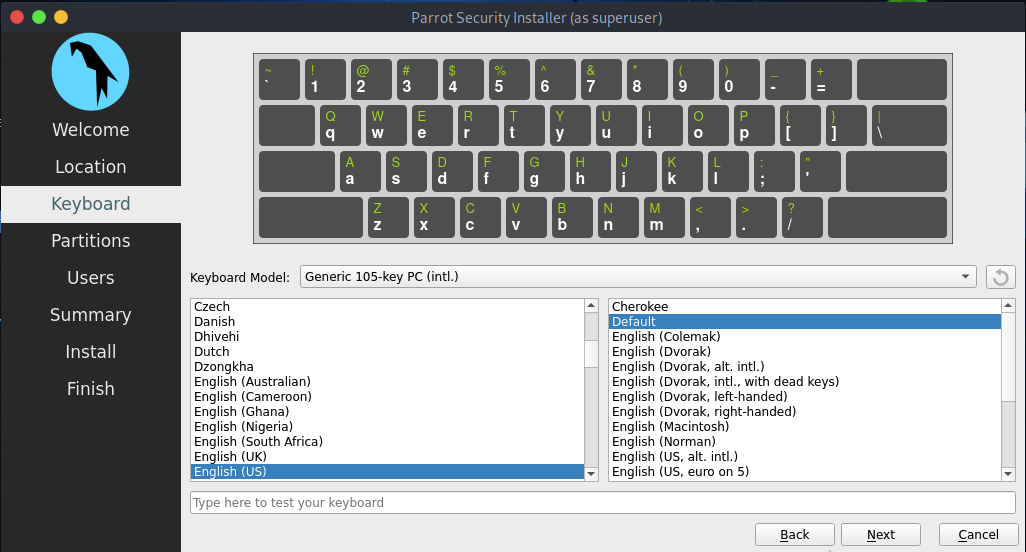 Parrot Security Installer (as superuser)
Welcome
Location
Keyboard
Partitions
Users
Summary
Install
Finish
~ ! @ # $ % ^ & * ( ) _ +
` 1 2 3 4 5 6 7 8 9 0 - =
Q W E R T Y U I O P { } |
q w e r t y u i o p [ ] \
A S D F G H J K L : "
a s d f g h j k l ; '
Z X C V B N M < > ?
z x c v b n m , . /
Keyboard Model: Generic 105-key PC (intl.)
Czech
Danish
Dhivehi
Dutch
Dzongkha
English (Australian)
English (Cameroon)
English (Ghana)
English (Nigeria)
English (South Africa)
English (UK)
English (US)
Cherokee
Default
English (Colemak)
English (Dvorak)
English (Dvorak, alt. intl.)
English (Dvorak, intl., with dead keys)
English (Dvorak, left-handed)
English (Dvorak, right-handed)
English (Macintosh)
English (Norman)
English (US, alt. intl.)
English (US, euro on 5)
Type here to test your keyboard
Back Next Cancel